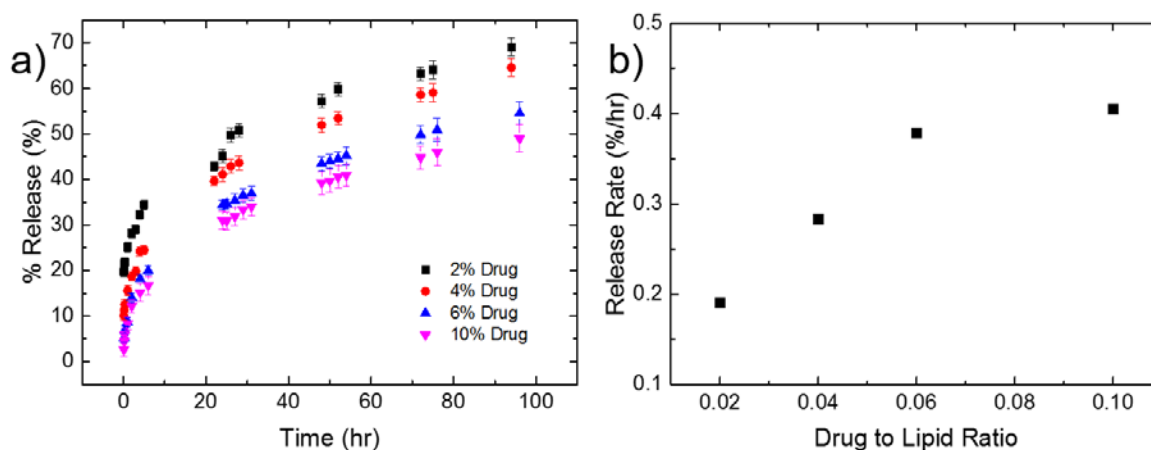 a)
% Release (%)
70
60
50
40
30
20
10
0
2% Drug
4% Drug
6% Drug
10% Drug
0
20
40
60
80
100
Time (hr)
b)
Release Rate (%/hr)
0.5
0.4
0.3
0.2
0.1
0.02
0.04
0.06
0.08
0.10
Drug to Lipid Ratio